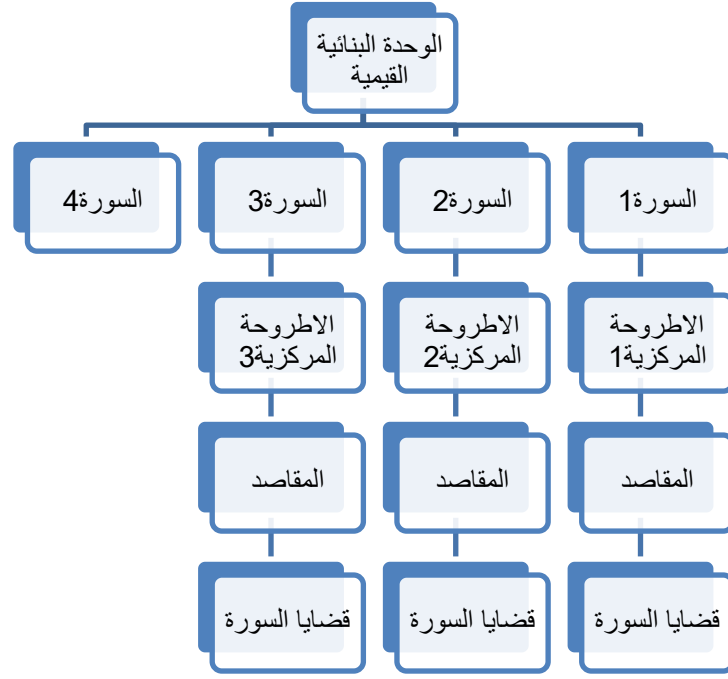 الوحدة البنائية
القيمية
السورة1
السورة2
السورة3
السورة4
الاطروحة
المركزية1
الاطروحة
المركزية2
الاطروحة
المركزية3
المقاصد
المقاصد
المقاصد
قضايا السورة
قضايا السورة
قضايا السورة